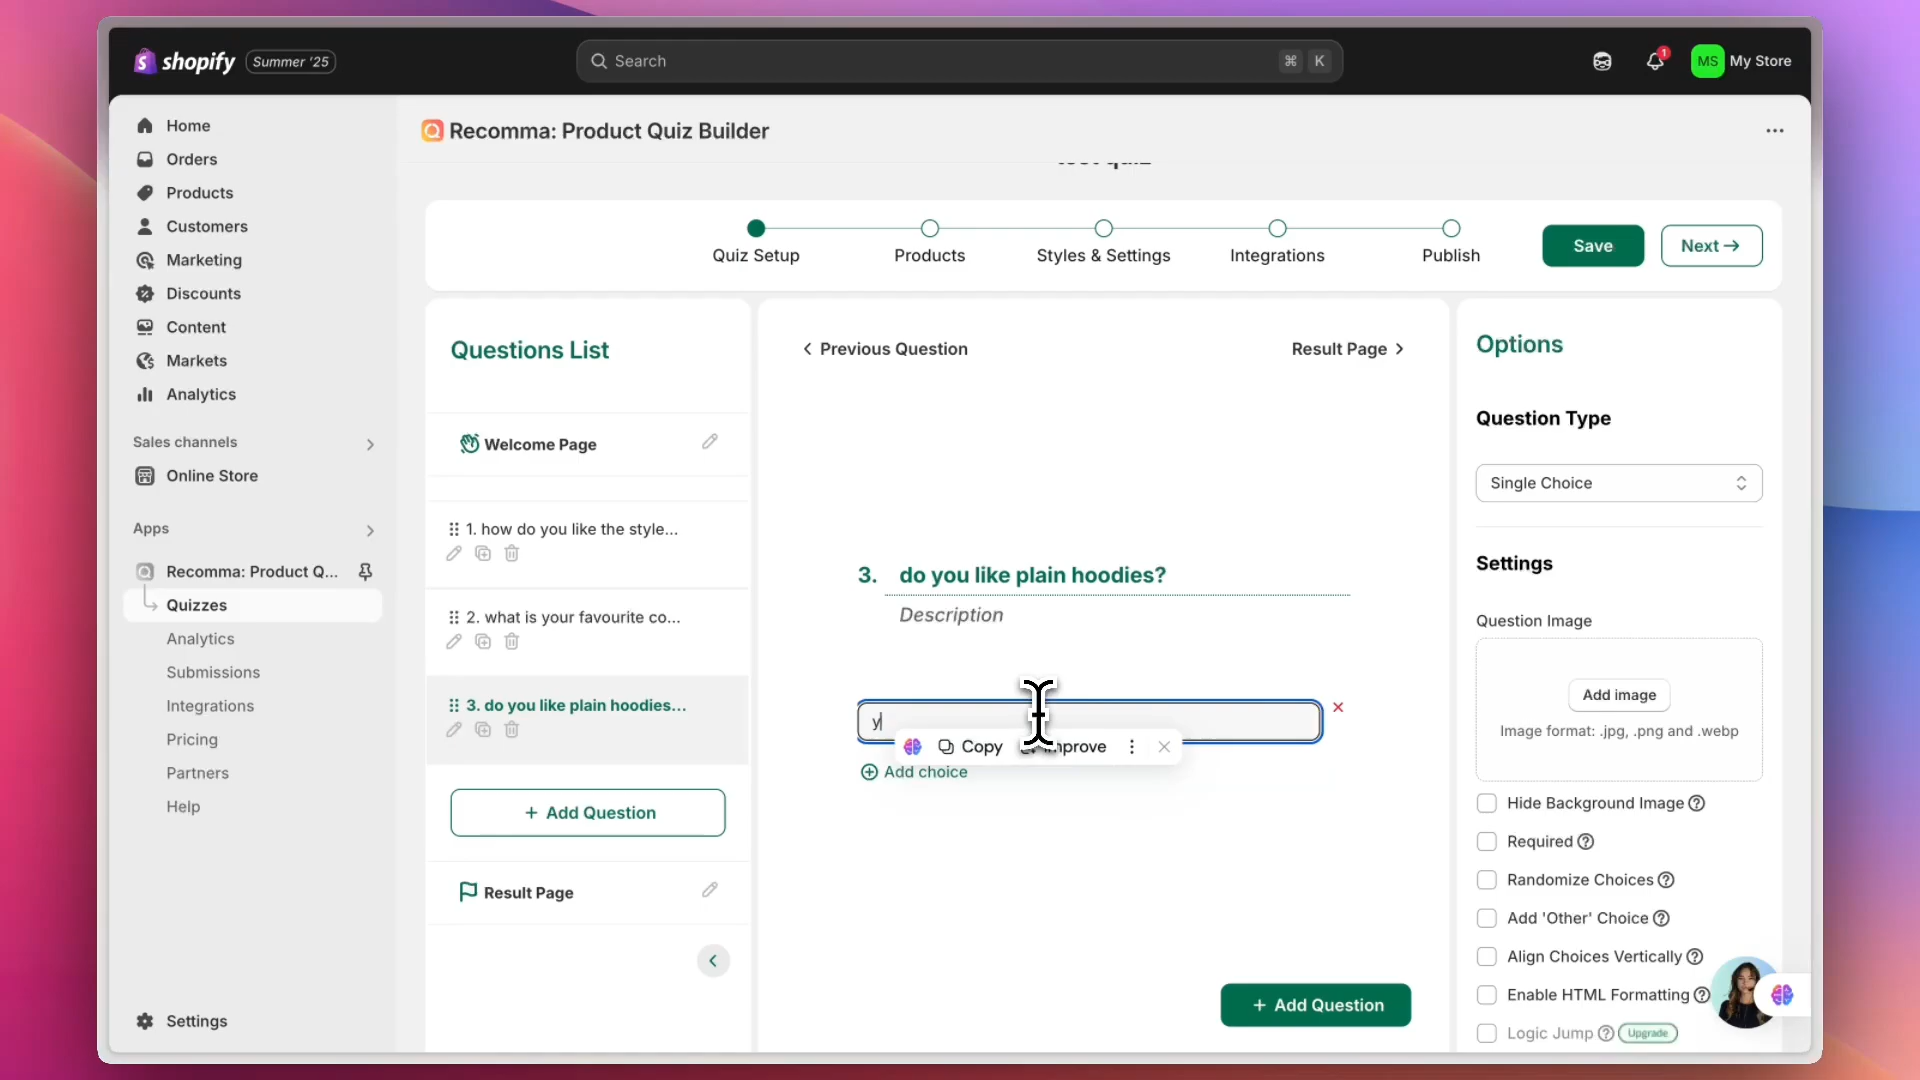 shopify
Summer '25
Search
⌘ K
1
MS My Store
Home
Orders
Products
Customers
Marketing
Discounts
Content
Markets
Analytics
Sales channels
Online Store
Apps
Recomma: Product Q...
Quizzes
Analytics
Submissions
Integrations
Pricing
Partners
Help
Settings
Recomma: Product Quiz Builder
test quiz
Quiz Setup
Products
Styles & Settings
Integrations
Publish
Save
Next →
Questions List
Welcome Page
1. how do you like the style...
2. what is your favourite co...
3. do you like plain hoodies...
+ Add Question
Result Page
Previous Question
Result Page
3. do you like plain hoodies?
Description
y
Copy
Improve
Add choice
+ Add Question
Options
Question Type
Single Choice
Settings
Question Image
Add image
Image format: .jpg, .png and .webp
Hide Background Image
Required
Randomize Choices
Add 'Other' Choice
Align Choices Vertically
Enable HTML Formatting
Logic Jump
Upgrade